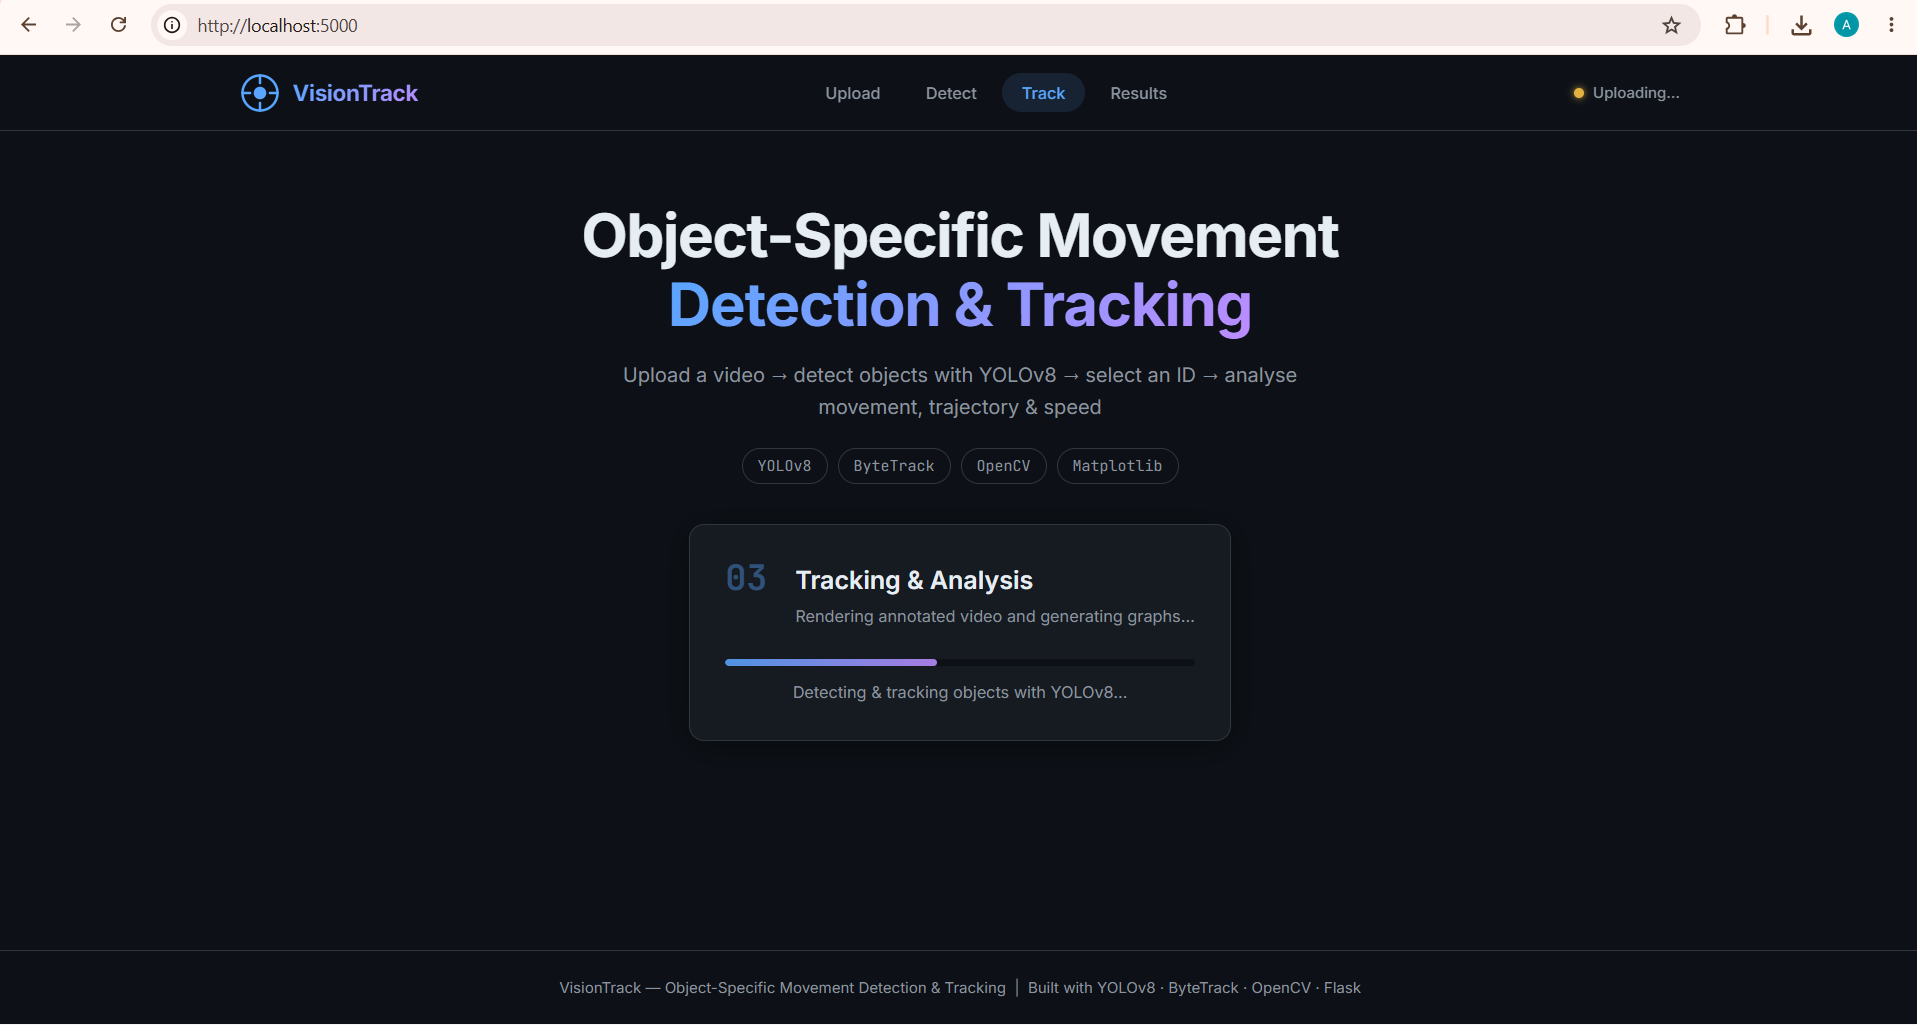 http://localhost:5000
A
VisionTrack
Upload
Detect
Track
Results
Uploading...
Object-Specific Movement
Detection & Tracking
Upload a video → detect objects with YOLOv8 → select an ID → analyse
movement, trajectory & speed
YOLOv8
ByteTrack
OpenCV
Matplotlib
03
Tracking & Analysis
Rendering annotated video and generating graphs...
Detecting & tracking objects with YOLOv8...
VisionTrack — Object-Specific Movement Detection & Tracking | Built with YOLOv8 · ByteTrack · OpenCV · Flask